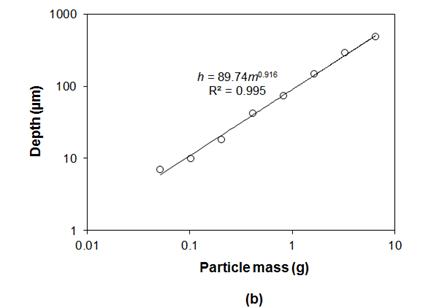 1000
h = 89.74m^0.916
R² = 0.995
100
10
1
Depth (µm)
0.01 0.1 1 10
Particle mass (g)
(b)